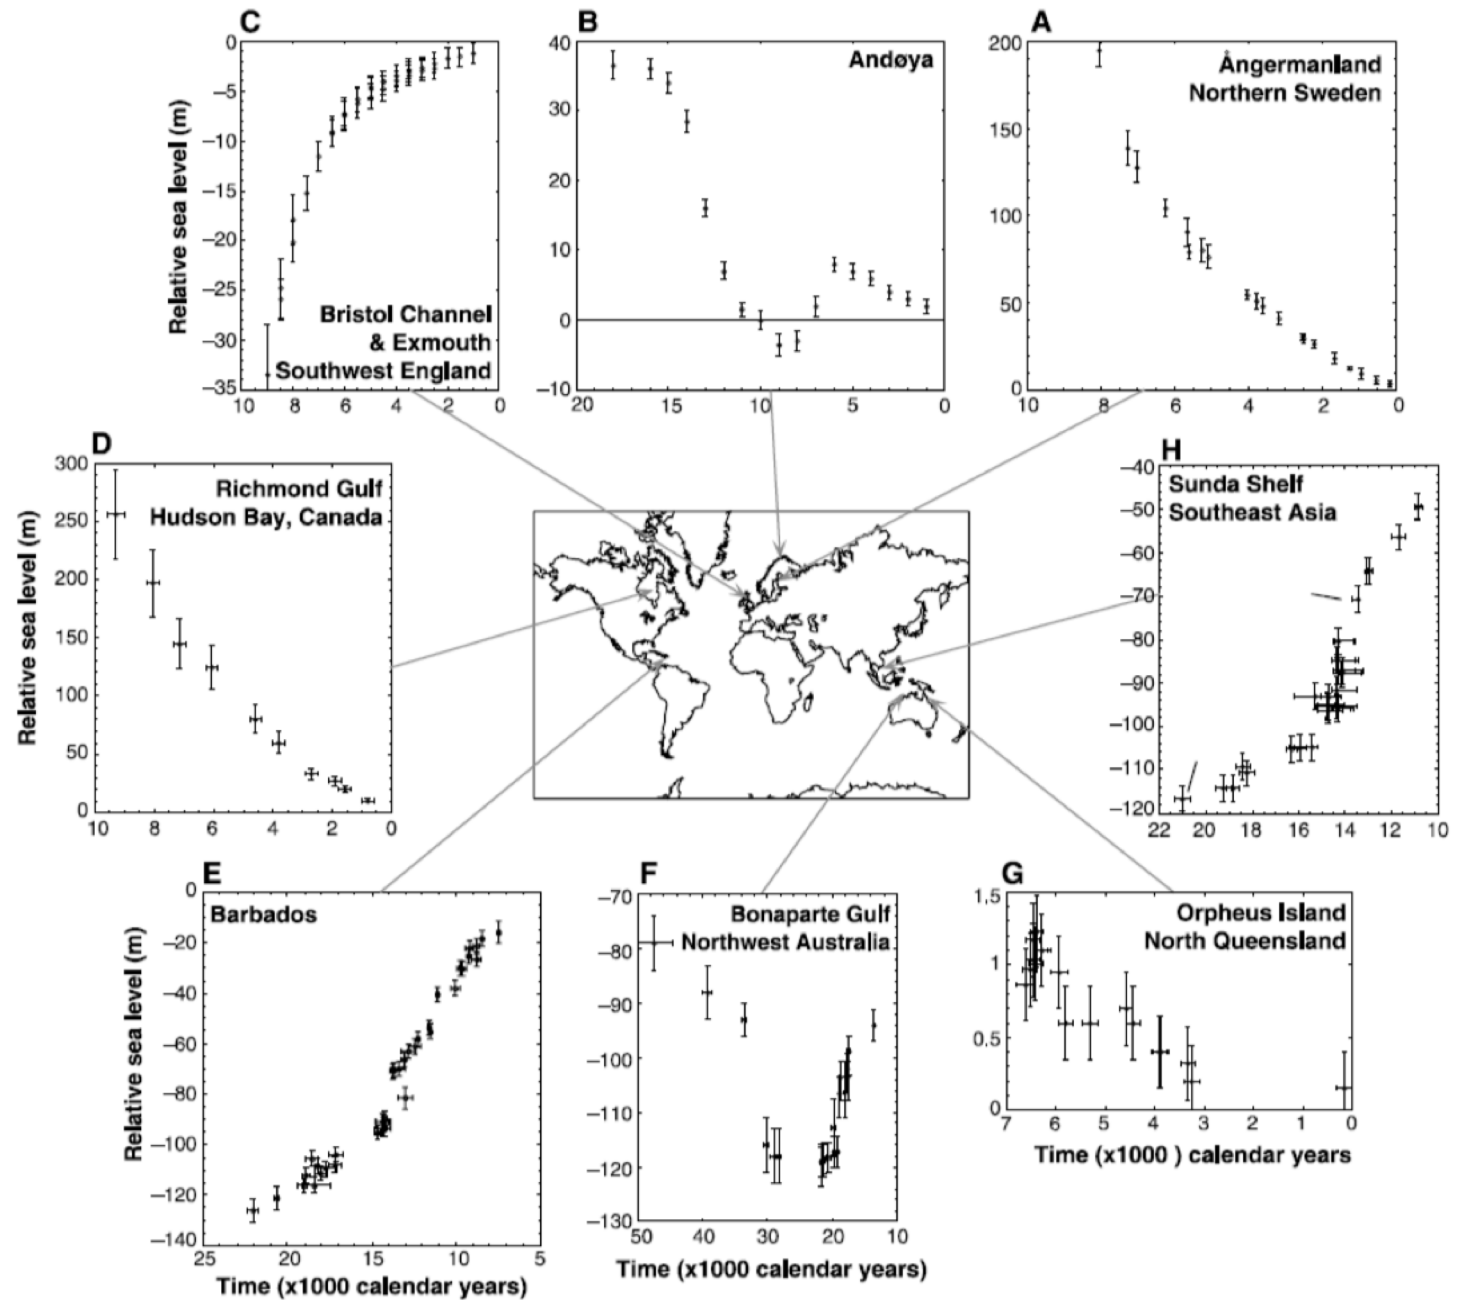 C
0
−5
−10
−15
−20
−25
−30
−35
Relative sea level (m)
Bristol Channel
& Exmouth
Southwest England
10 8 6 4 2 0
B
40
30
20
10
0
−10
Andøya
20 15 10 5 0
A
200
150
100
50
0
Ångermanland
Northern Sweden
10 8 6 4 2 0
D
300
250
200
150
100
50
0
Relative sea level (m)
Richmond Gulf
Hudson Bay, Canada
10 8 6 4 2 0
H
−40
−50
−60
−70
−80
−90
−100
−110
−120
Sunda Shelf
Southeast Asia
22 20 18 16 14 12 10
E
0
−20
−40
−60
−80
−100
−120
−140
Relative sea level (m)
Barbados
25 20 15 10 5
Time (x1000 calendar years)
F
−70
−80
−90
−100
−110
−120
−130
Bonaparte Gulf
Northwest Australia
50 40 30 20 10
Time (x1000 calendar years)
G
1.5
1
0.5
0
Orpheus Island
North Queensland
7 6 5 4 3 2 1 0
Time (x1000 ) calendar years